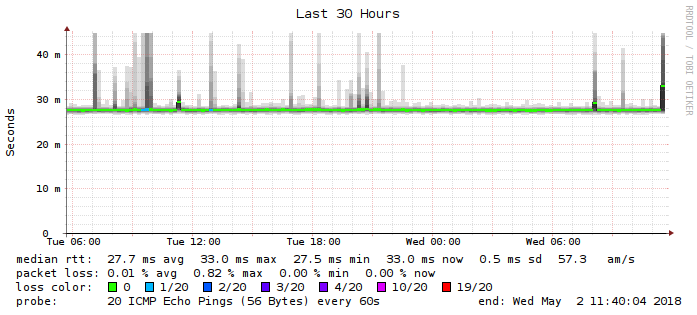 Last 30 Hours
RRDTOOL / TOBI OETIKER
Seconds
40 m
30 m
20 m
10 m
0
Tue 06:00 Tue 12:00 Tue 18:00 Wed 00:00 Wed 06:00
median rtt: 27.7 ms avg 33.0 ms max 27.5 ms min 33.0 ms now 0.5 ms sd 57.3 am/s
packet loss: 0.01 % avg 0.82 % max 0.00 % min 0.00 % now
loss color: 0 1/20 2/20 3/20 4/20 10/20 19/20
probe: 20 ICMP Echo Pings (56 Bytes) every 60s end: Wed May 2 11:40:04 2018